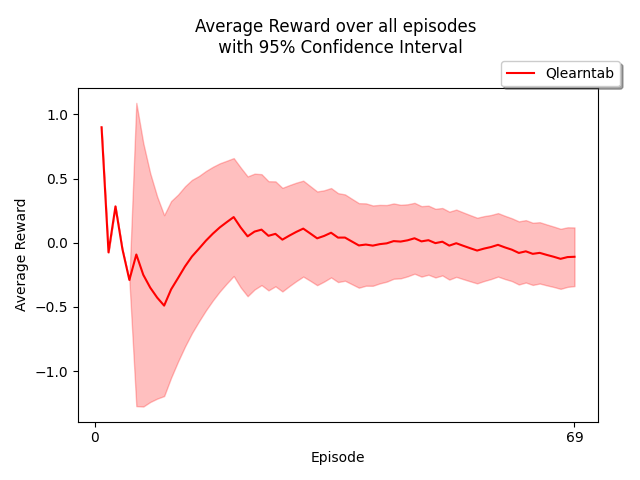 Average Reward over all episodes
with 95% Confidence Interval
Qlearntab
1.0
0.5
0.0
−0.5
−1.0
Average Reward
0
69
Episode